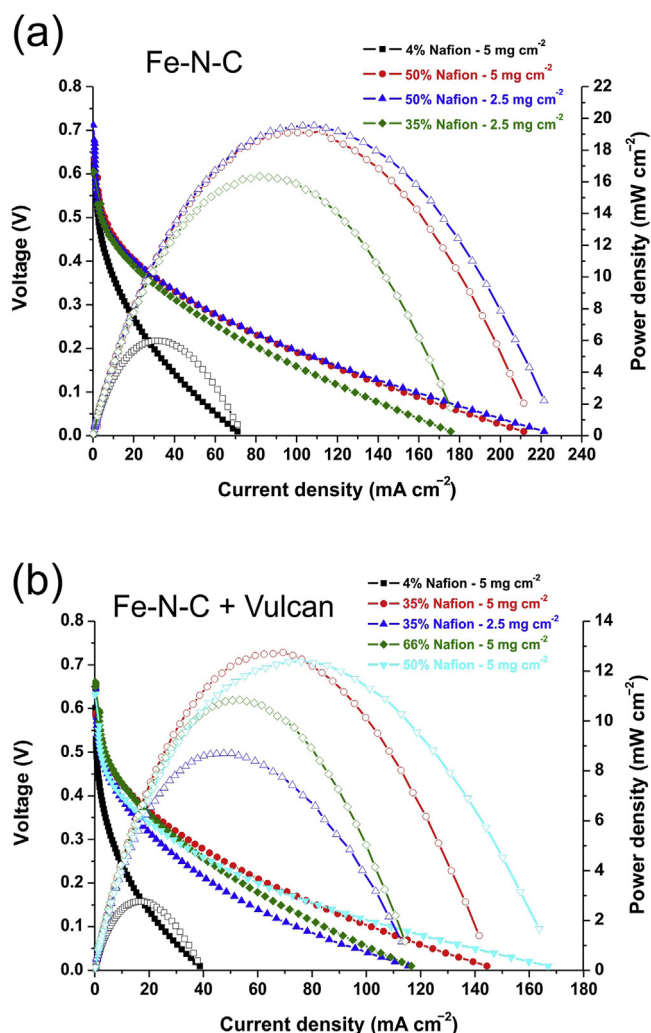 (a)
Fe-N-C
4% Nafion - 5 mg cm⁻²
50% Nafion - 5 mg cm⁻²
50% Nafion - 2.5 mg cm⁻²
35% Nafion - 2.5 mg cm⁻²
0.8 0.7 0.6 0.5 0.4 0.3 0.2 0.1 0.0
Voltage (V)
22 20 18 16 14 12 10 8 6 4 2 0
Power density (mW cm⁻²)
0 20 40 60 80 100 120 140 160 180 200 220 240
Current density (mA cm⁻²)
(b)
Fe-N-C + Vulcan
4% Nafion - 5 mg cm⁻²
35% Nafion - 5 mg cm⁻²
35% Nafion - 2.5 mg cm⁻²
66% Nafion - 5 mg cm⁻²
50% Nafion - 5 mg cm⁻²
0.8 0.7 0.6 0.5 0.4 0.3 0.2 0.1 0.0
Voltage (V)
14 12 10 8 6 4 2 0
Power density (mW cm⁻²)
0 20 40 60 80 100 120 140 160 180
Current density (mA cm⁻²)